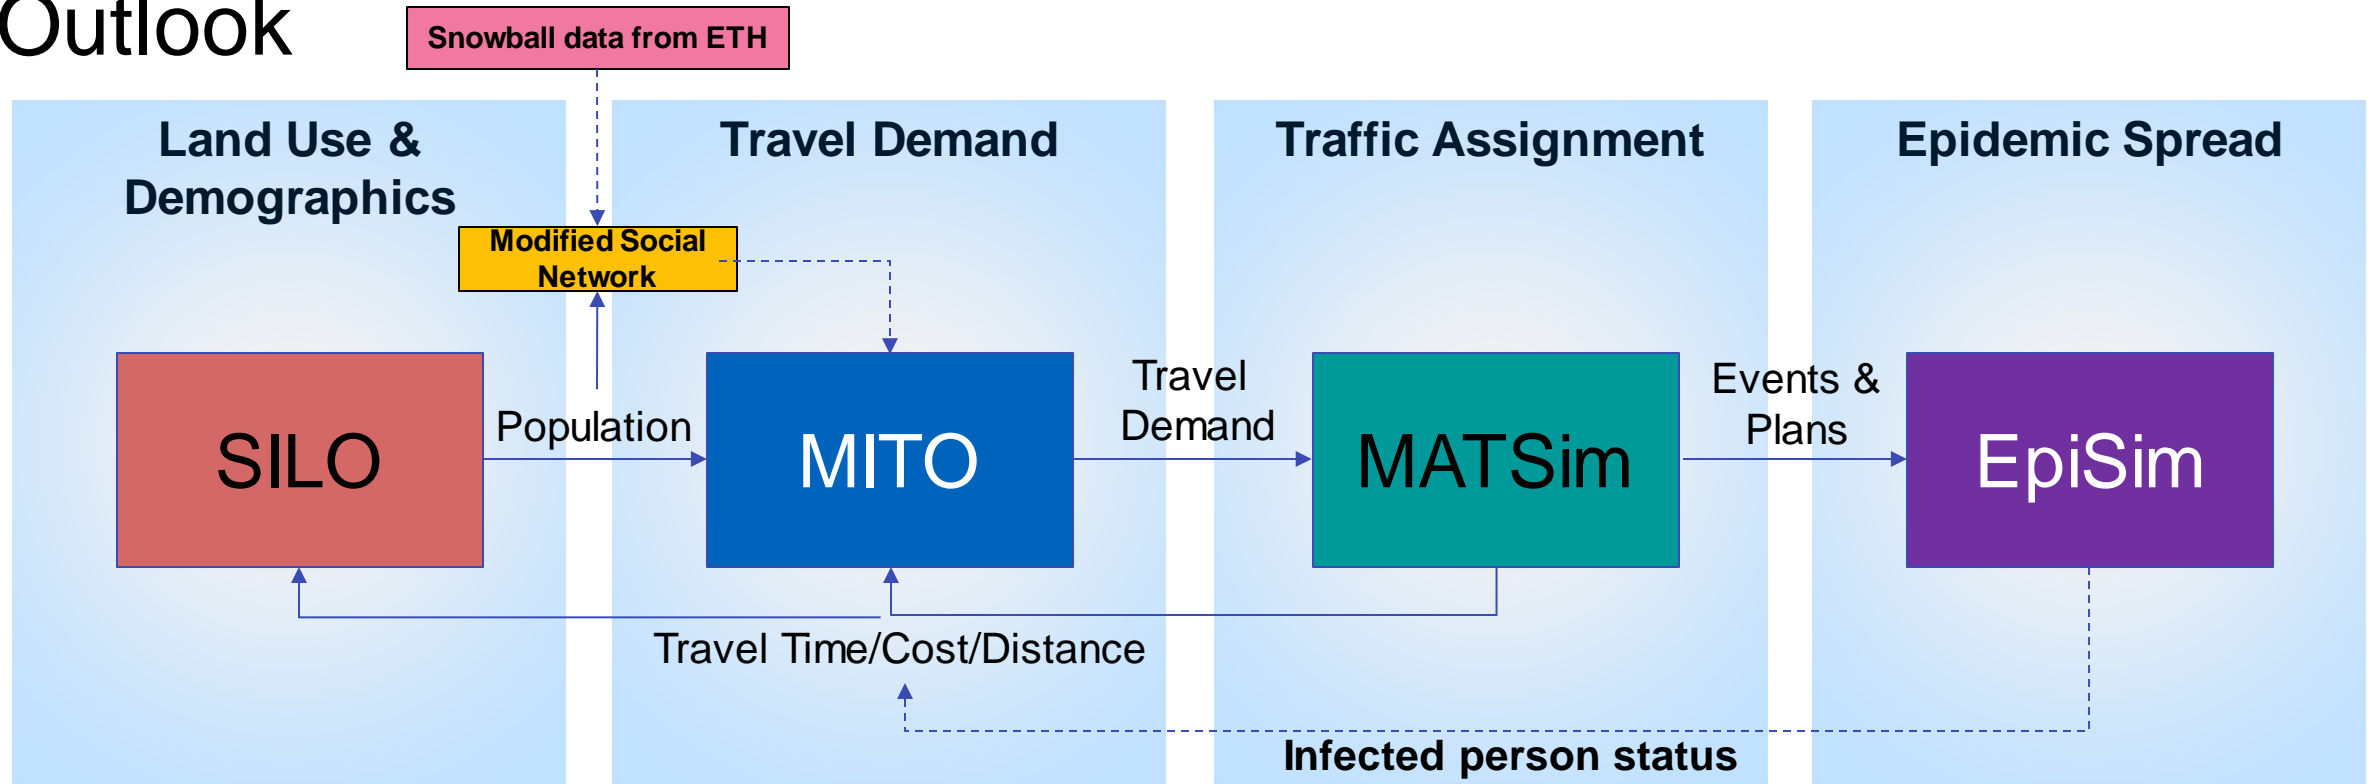 Outlook
Snowball data from ETH
Land Use &
Demographics
Travel Demand
Traffic Assignment
Epidemic Spread
Modified Social
Network
SILO
Population
MITO
Travel
Demand
MATSim
Events &
Plans
EpiSim
Travel Time/Cost/Distance
Infected person status